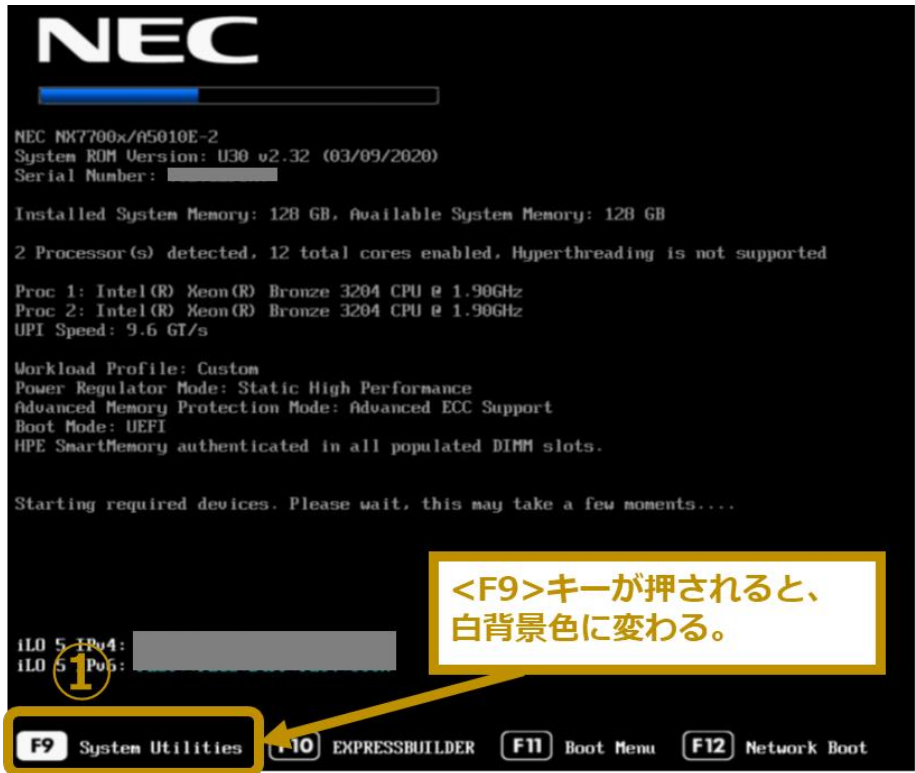 NEC
NEC NX7700x/A5010E-2
System ROM Version: U30 v2.32 (03/09/2020)
Serial Number:
Installed System Memory: 128 GB, Available System Memory: 128 GB
2 Processor(s) detected, 12 total cores enabled, Hyperthreading is not supported
Proc 1: Intel(R) Xeon(R) Bronze 3204 CPU @ 1.90GHz
Proc 2: Intel(R) Xeon(R) Bronze 3204 CPU @ 1.90GHz
UPI Speed: 9.6 GT/s
Workload Profile: Custom
Power Regulator Mode: Static High Performance
Advanced Memory Protection Mode: Advanced ECC Support
Boot Mode: UEFI
HPE SmartMemory authenticated in all populated DIMM slots.
Starting required devices. Please wait, this may take a few moments....
<F9>キーが押されると、
白背景色に変わる。
iLO 5 IPv4:
iLO 5 IPv6:
①
F9 System Utilities F10 EXPRESSBUILDER F11 Boot Menu F12 Network Boot